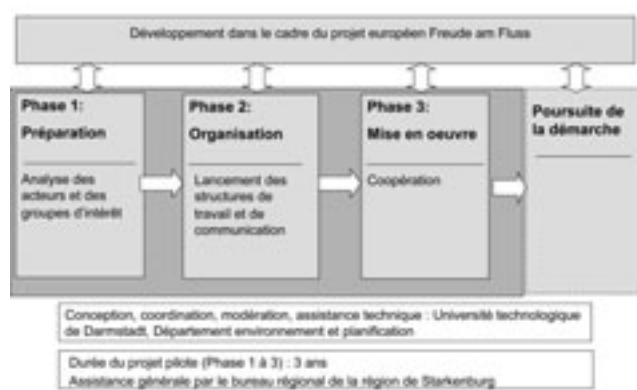 Développement dans le cadre du projet européen Freude am Fluss
Phase 1:
Préparation
Analyse des
acteurs et des
groupes d'intérêt
Phase 2:
Organisation
Lancement des
structures de
travail et de
communication
Phase 3:
Mise en oeuvre
Coopération
Poursuite de
la démarche
Conception, coordination, modération, assistance technique : Université technologique
de Darmstadt, Département environnement et planification
Durée du projet pilote (Phase 1 à 3) : 3 ans
Assistance générale par le bureau régional de la région de Starkenburg